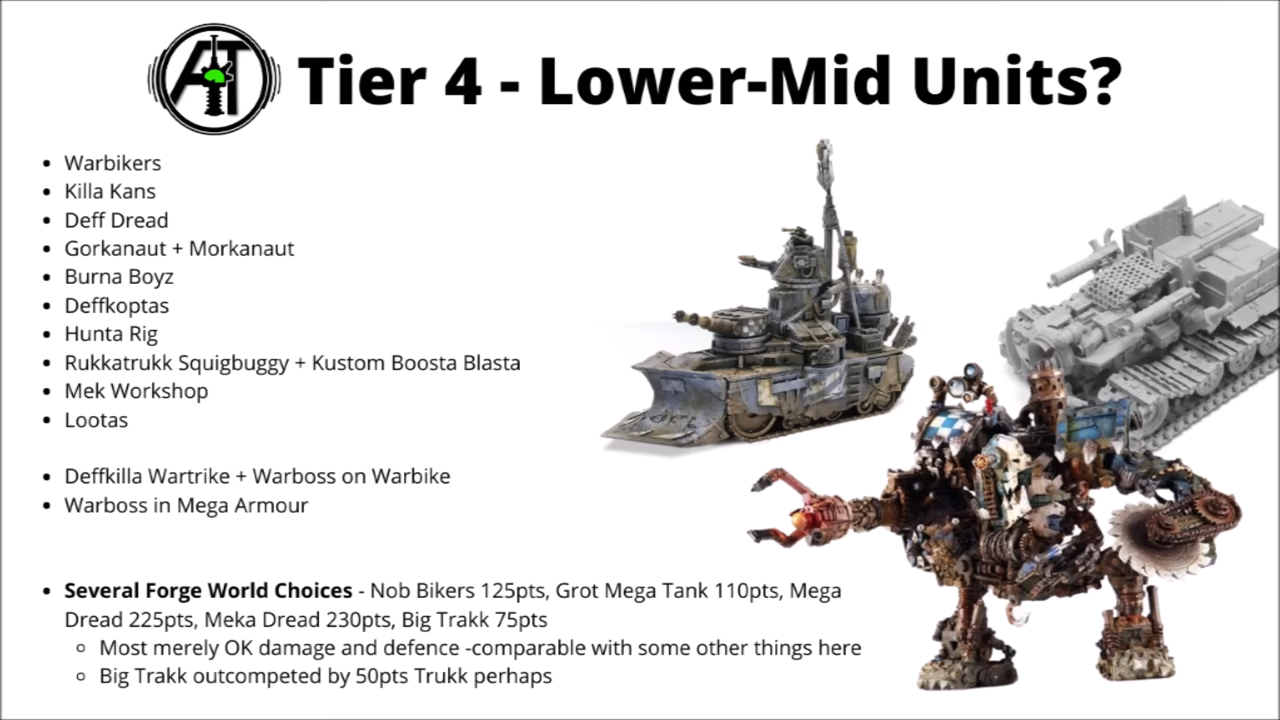 AT
Tier 4 - Lower-Mid Units?
• Warbikers
• Killa Kans
• Deff Dread
• Gorkanaut + Morkanaut
• Burna Boyz
• Deffkoptas
• Hunta Rig
• Rukkatrukk Squigbuggy + Kustom Boosta Blasta
• Mek Workshop
• Lootas
• Deffkilla Wartrike + Warboss on Warbike
• Warboss in Mega Armour
• Several Forge World Choices - Nob Bikers 125pts, Grot Mega Tank 110pts, Mega
Dread 225pts, Meka Dread 230pts, Big Trakk 75pts
◦ Most merely OK damage and defence -comparable with some other things here
◦ Big Trakk outcompeted by 50pts Trukk perhaps